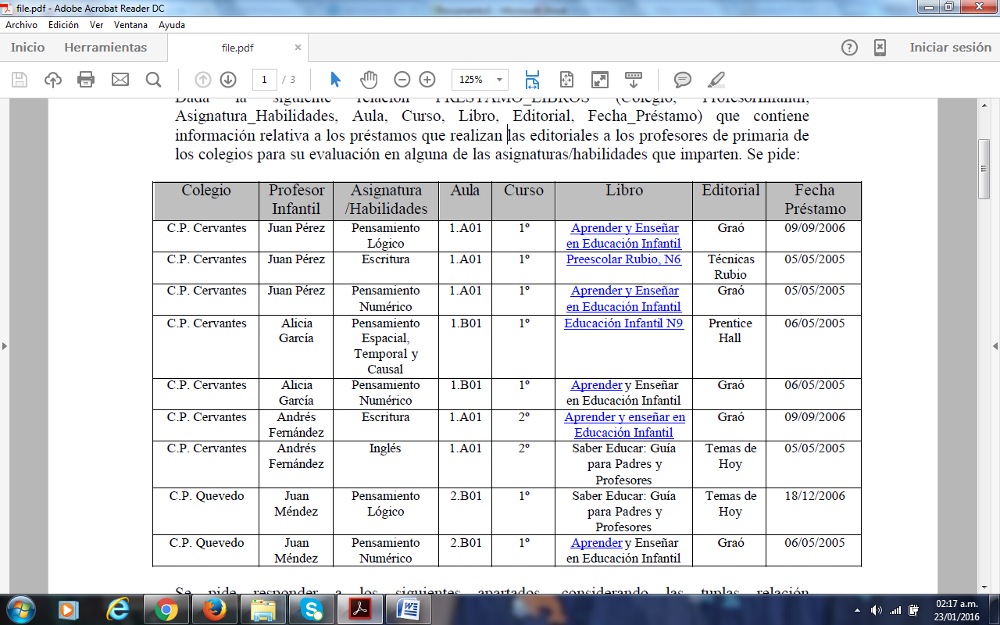 file.pdf - Adobe Acrobat Reader DC
Archivo Edición Ver Ventana Ayuda
Inicio Herramientas file.pdf × Iniciar sesión
1 / 3 125%
Dada la siguiente relación PRESTAMO_LIBROS (Colegio, ProfesorInfantil,
Asignatura_Habilidades, Aula, Curso, Libro, Editorial, Fecha_Préstamo) que contiene
información relativa a los préstamos que realizan las editoriales a los profesores de primaria de
los colegios para su evaluación en alguna de las asignaturas/habilidades que imparten. Se pide:
Colegio Profesor Asignatura Aula Curso Libro Editorial Fecha
Infantil /Habilidades Préstamo
C.P. Cervantes Juan Pérez Pensamiento 1.A01 1º Aprender y Enseñar Graó 09/09/2006
Lógico en Educación Infantil
C.P. Cervantes Juan Pérez Escritura 1.A01 1º Preescolar Rubio, N6 Técnicas 05/05/2005
Rubio
C.P. Cervantes Juan Pérez Pensamiento 1.A01 1º Aprender y Enseñar Graó 05/05/2005
Numérico en Educación Infantil
C.P. Cervantes Alicia Pensamiento 1.B01 1º Educación Infantil N9 Prentice 06/05/2005
García Espacial, Hall
Temporal y
Causal
C.P. Cervantes Alicia Pensamiento 1.B01 1º Aprender y Enseñar Graó 06/05/2005
García Numérico en Educación Infantil
C.P. Cervantes Andrés Escritura 1.A01 2º Aprender y enseñar en Graó 09/09/2006
Fernández Educación Infantil
C.P. Cervantes Andrés Inglés 1.A01 2º Saber Educar: Guía Temas de 05/05/2005
Fernández para Padres y Hoy
Profesores
C.P. Quevedo Juan Pensamiento 2.B01 1º Saber Educar: Guía Temas de 18/12/2006
Méndez Lógico para Padres y Hoy
Profesores
C.P. Quevedo Juan Pensamiento 2.B01 1º Aprender y Enseñar Graó 06/05/2005
Méndez Numérico en Educación Infantil
Se pide responder a los siguientes apartados considerando las tuplas relación
02:17 a.m.
23/01/2016